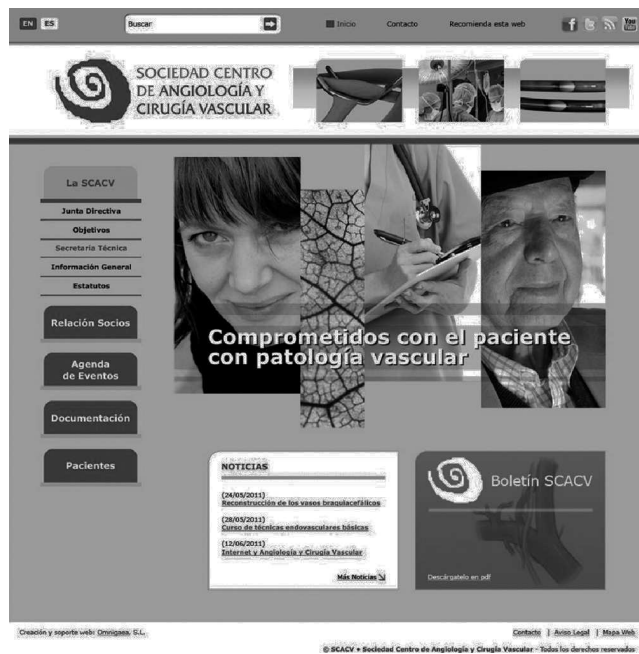 EN ES
Buscar
Inicio Contacto Recomienda esta web
You
SOCIEDAD CENTRO
DE ANGIOLOGÍA Y
CIRUGÍA VASCULAR
La SCACV
Junta Directiva
Objetivos
Secretaría Técnica
Información General
Estatutos
Relación Socios
Agenda
de Eventos
Documentación
Pacientes
Comprometidos con el paciente
con patología vascular
NOTICIAS
(24/05/2011)
Reconstrucción de los vasos braquiacefálicos
(28/05/2011)
Curso de técnicas endovasculares básicas
(12/06/2011)
Internet y Angiología y Cirugía Vascular
Más Noticias
Boletín SCACV
Descárgatelo en pdf
Creación y soporte web: Omnigaea, S.L.
Contacto | Aviso Legal | Mapa Web
© SCACV • Sociedad Centro de Angiología y Cirugía Vascular - Todos los derechos reservados